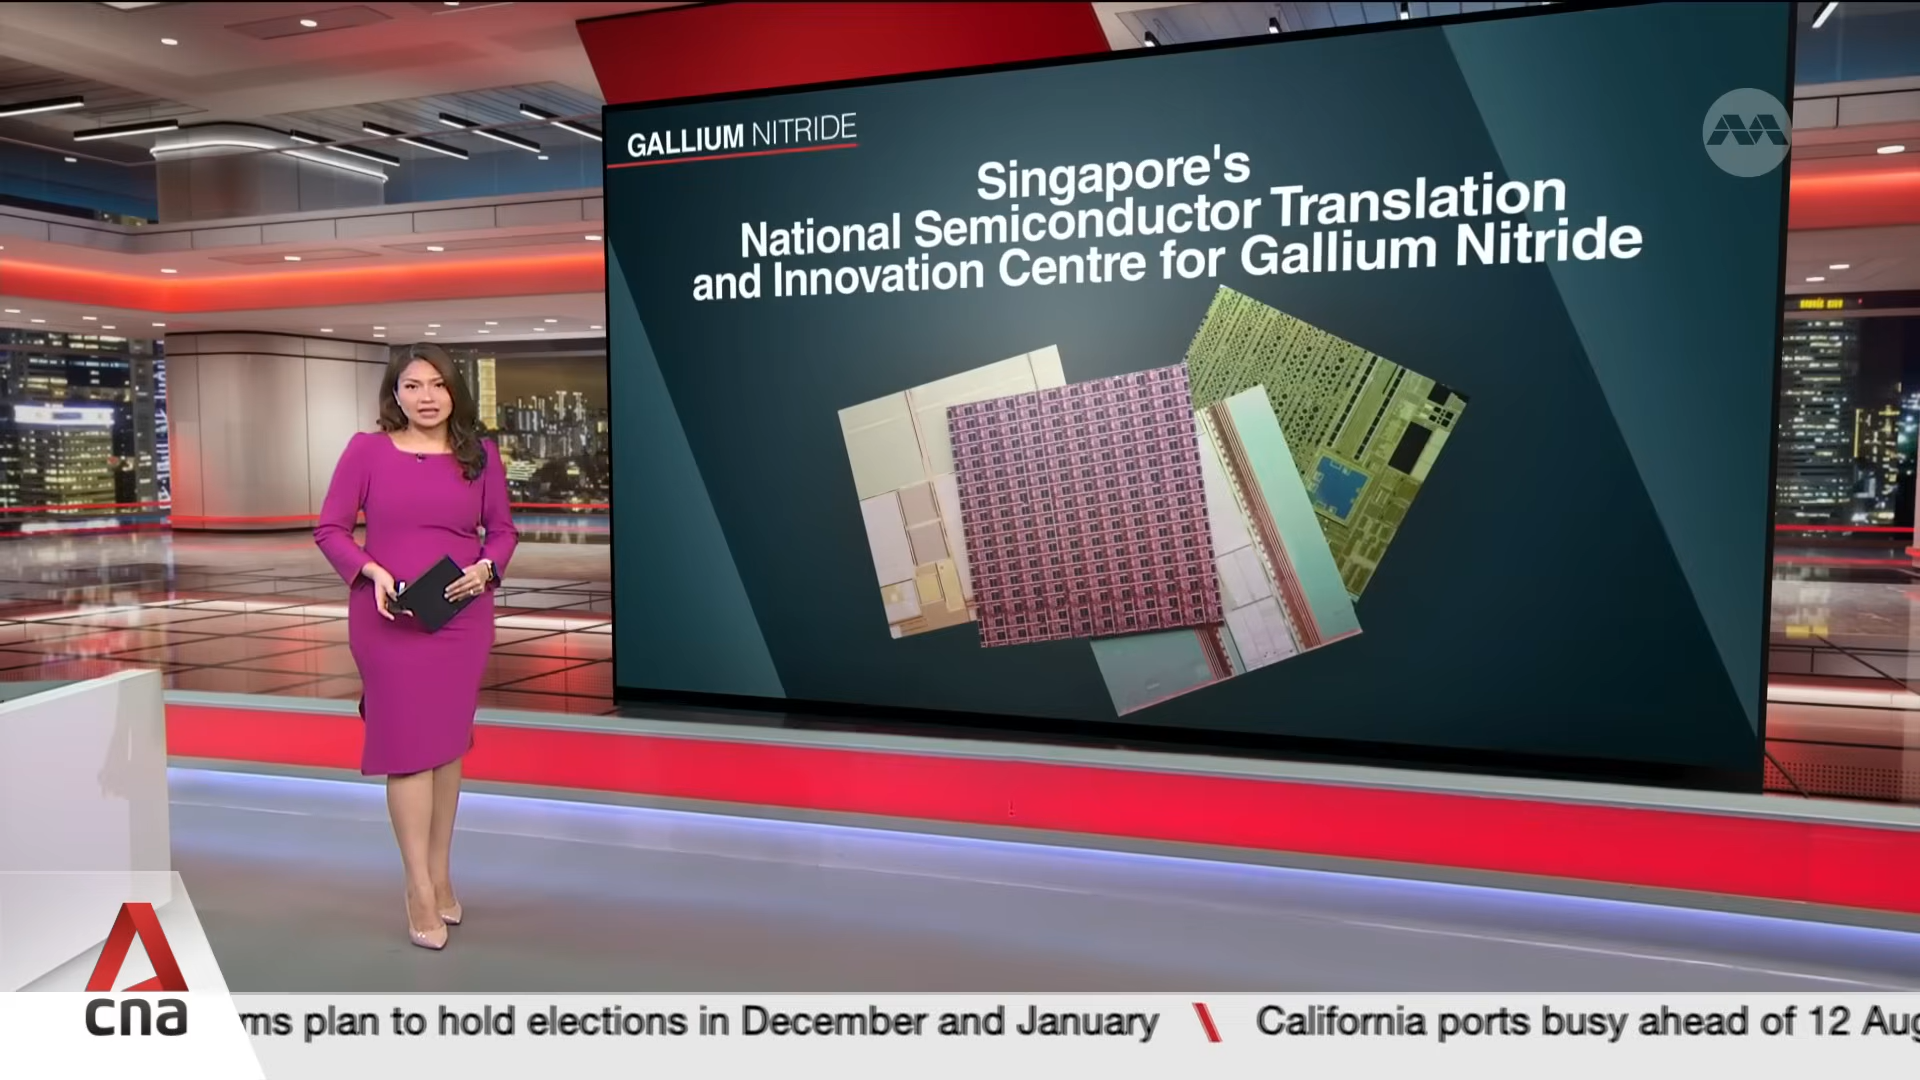 GALLIUM NITRIDE
Singapore's
National Semiconductor Translation
and Innovation Centre for Gallium Nitride
cna
ms plan to hold elections in December and January
California ports busy ahead of 12 Aug